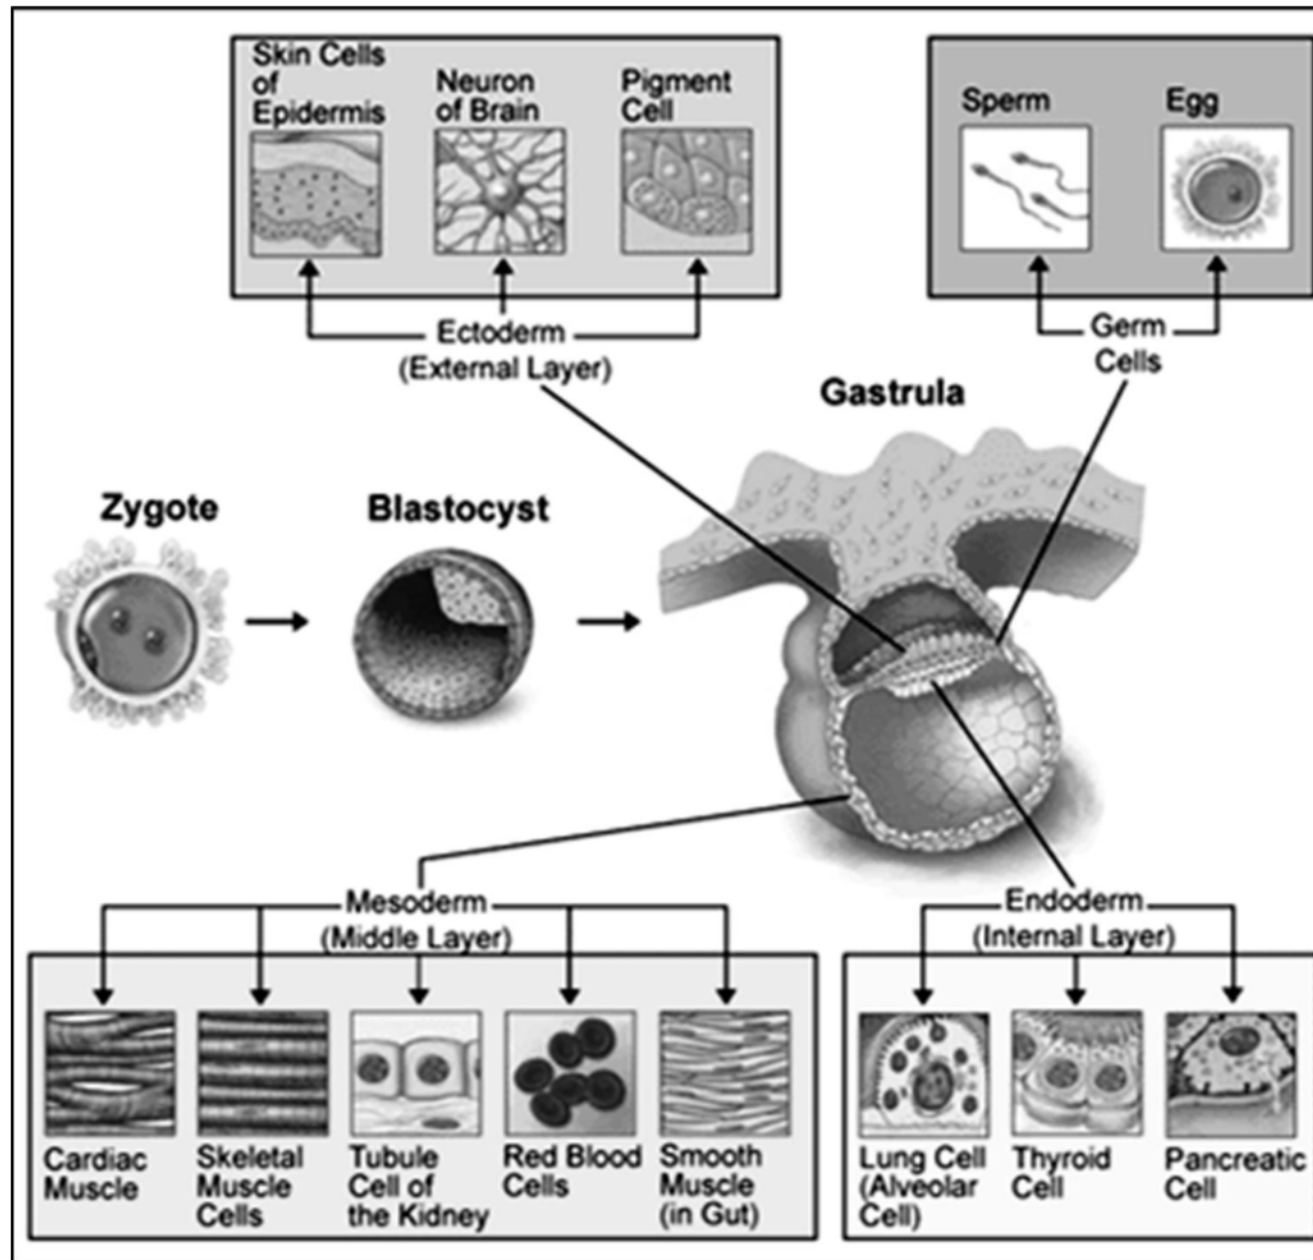 Skin Cells
of
Epidermis
Neuron
of Brain
Pigment
Cell
Sperm
Egg
Ectoderm
(External Layer)
Germ
Cells
Gastrula
Zygote
Blastocyst
Mesoderm
(Middle Layer)
Endoderm
(Internal Layer)
Cardiac
Muscle
Skeletal
Muscle
Cells
Tubule
Cell of
the Kidney
Red Blood
Cells
Smooth
Muscle
(in Gut)
Lung Cell
(Alveolar
Cell)
Thyroid
Cell
Pancreatic
Cell